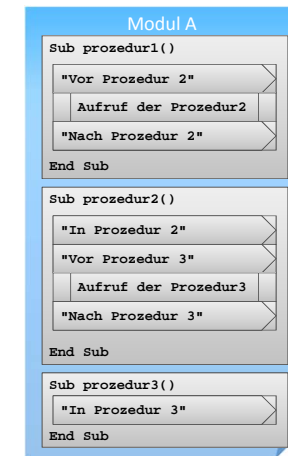 Modul A
Sub prozedur1()
"Vor Prozedur 2"
Aufruf der Prozedur2
"Nach Prozedur 2"
End Sub
Sub prozedur2()
"In Prozedur 2"
"Vor Prozedur 3"
Aufruf der Prozedur3
"Nach Prozedur 3"
End Sub
Sub prozedur3()
"In Prozedur 3"
End Sub